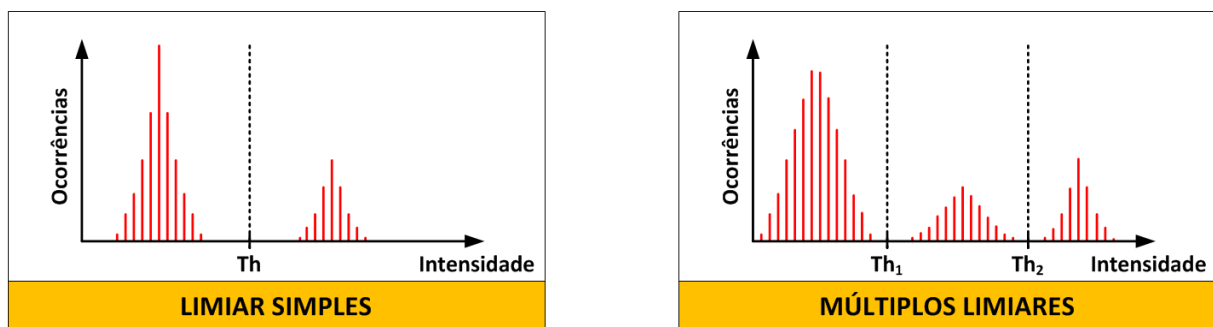 Ocorrências
Th
Intensidade
LIMIAR SIMPLES
Ocorrências
Th₁
Th₂
Intensidade
MÚLTIPLOS LIMIARES